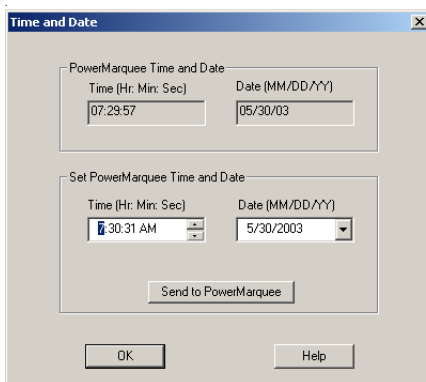 Time and Date
PowerMarquee Time and Date
Time (Hr: Min: Sec) Date (MM/DD/YY)
07:29:57 05/30/03
Set PowerMarquee Time and Date
Time (Hr: Min: Sec) Date (MM/DD/YY)
7:30:31 AM 5/30/2003
Send to PowerMarquee
OK Help